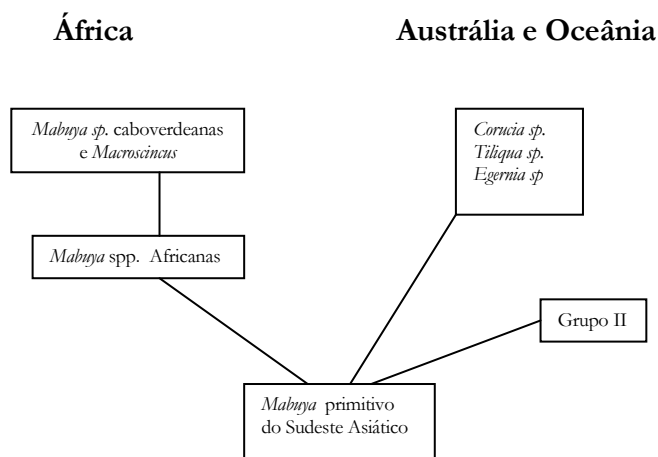 África
Austrália e Oceânia
Mabuya sp. caboverdeanas
e Macroscincus
Corucia sp.
Tiliqua sp.
Egernia sp
Mabuya spp. Africanas
Grupo II
Mabuya primitivo
do Sudeste Asiático